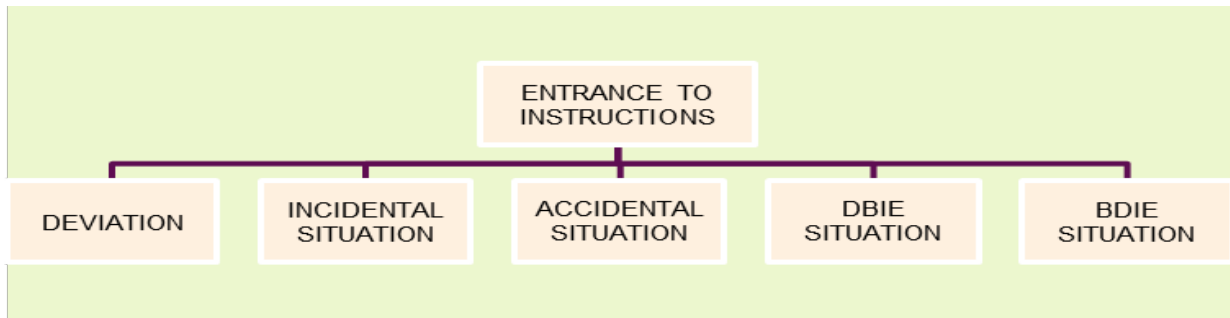 ENTRANCE TO
INSTRUCTIONS
DEVIATION
INCIDENTAL
SITUATION
ACCIDENTAL
SITUATION
DBIE
SITUATION
BDIE
SITUATION